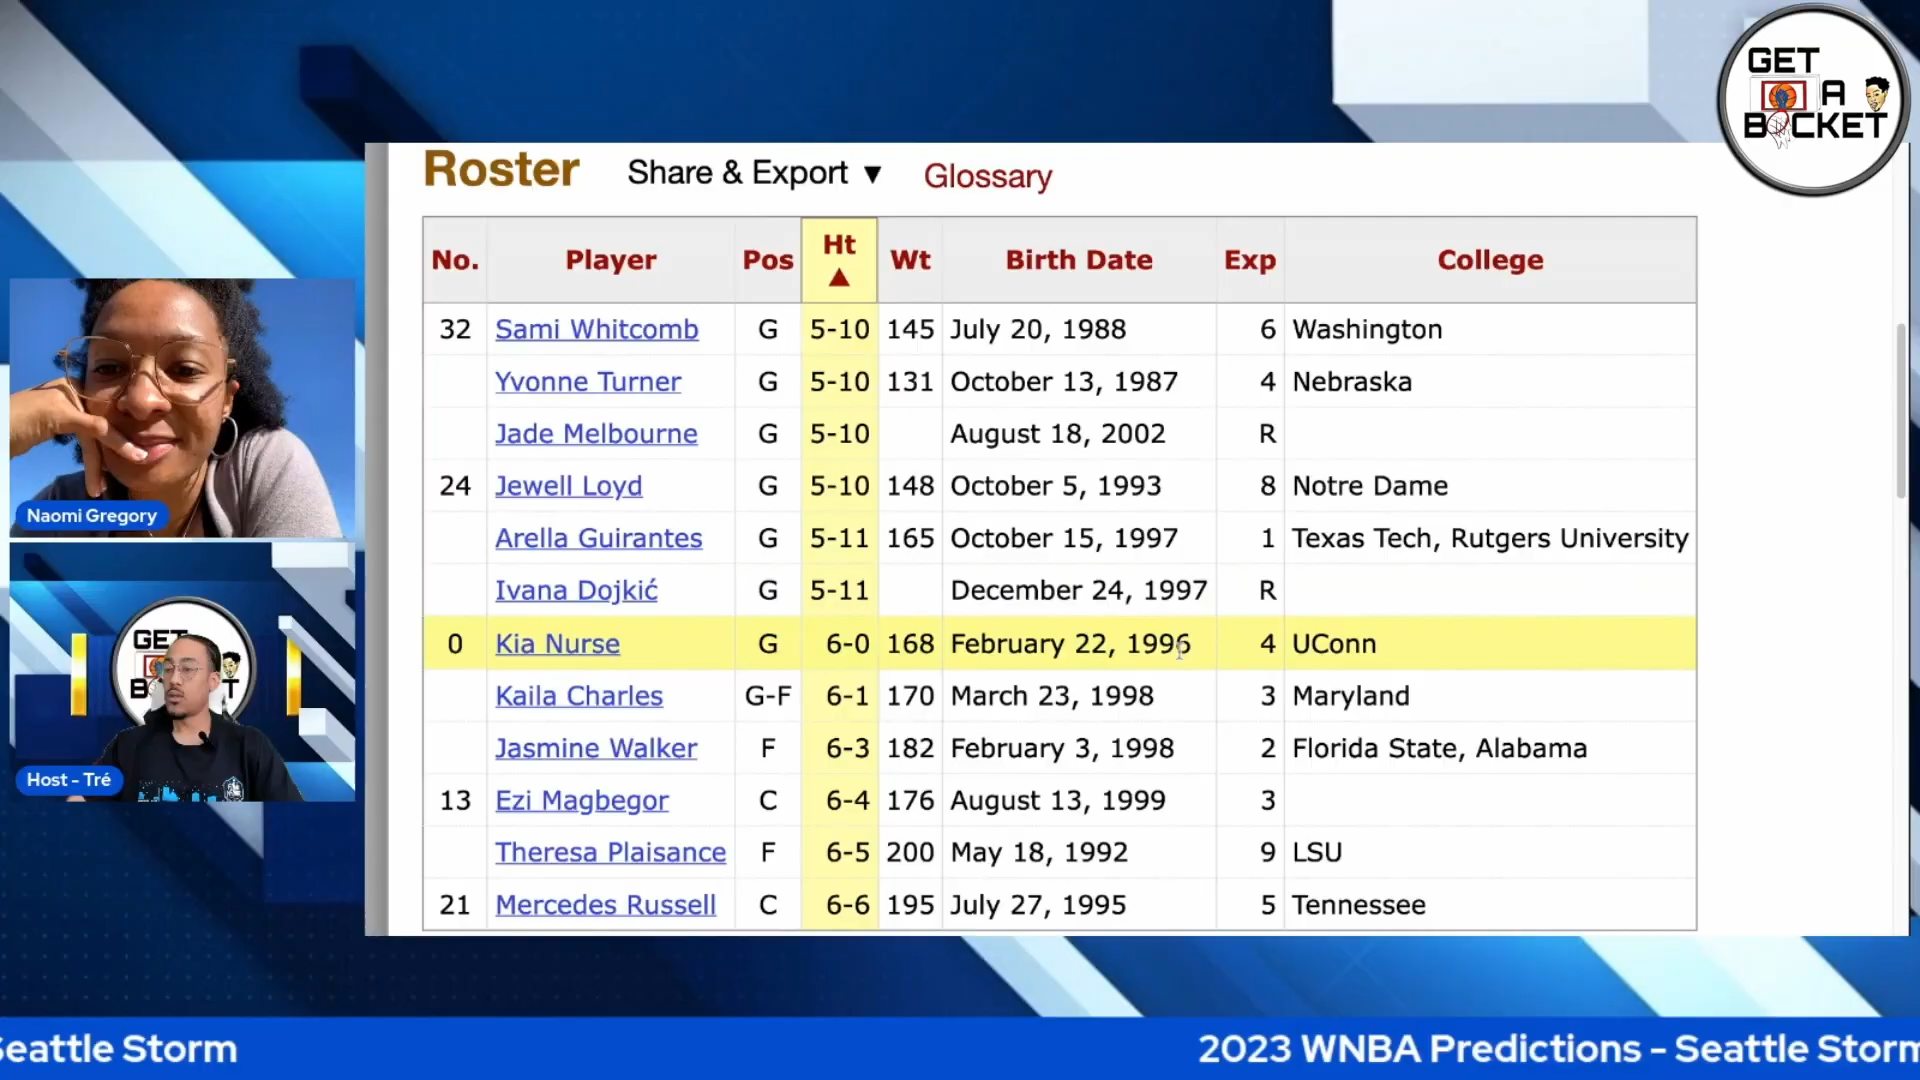 GET
A
BUCKET
Roster Share & Export ▼ Glossary
No. Player Pos Ht ▲ Wt Birth Date Exp College
32 Sami Whitcomb G 5-10 145 July 20, 1988 6 Washington
Yvonne Turner G 5-10 131 October 13, 1987 4 Nebraska
Jade Melbourne G 5-10 August 18, 2002 R
24 Jewell Loyd G 5-10 148 October 5, 1993 8 Notre Dame
Arella Guirantes G 5-11 165 October 15, 1997 1 Texas Tech, Rutgers University
Ivana Dojkić G 5-11 December 24, 1997 R
0 Kia Nurse G 6-0 168 February 22, 1996 4 UConn
Kaila Charles G-F 6-1 170 March 23, 1998 3 Maryland
Jasmine Walker F 6-3 182 February 3, 1998 2 Florida State, Alabama
13 Ezi Magbegor C 6-4 176 August 13, 1999 3
Theresa Plaisance F 6-5 200 May 18, 1992 9 LSU
21 Mercedes Russell C 6-6 195 July 27, 1995 5 Tennessee
Naomi Gregory
GET
Host - Tré
Seattle Storm 2023 WNBA Predictions - Seattle Storm